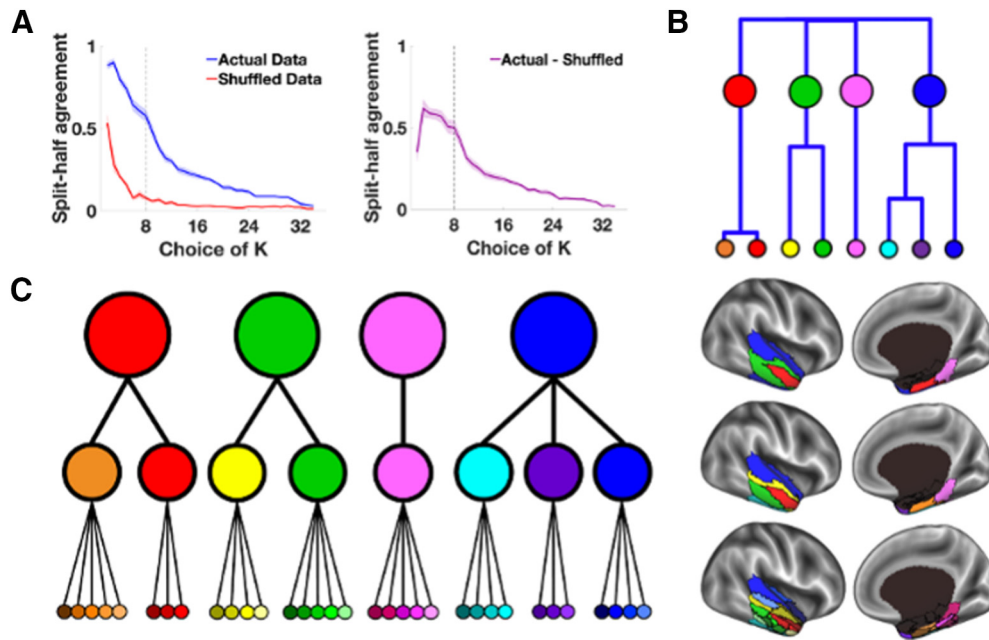 A
B
1
Actual Data
Shuffled Data
0.5
0
8
16
24
32
Split-half agreement
Choice of K
1
Actual - Shuffled
0.5
0
8
16
24
32
Split-half agreement
Choice of K
C